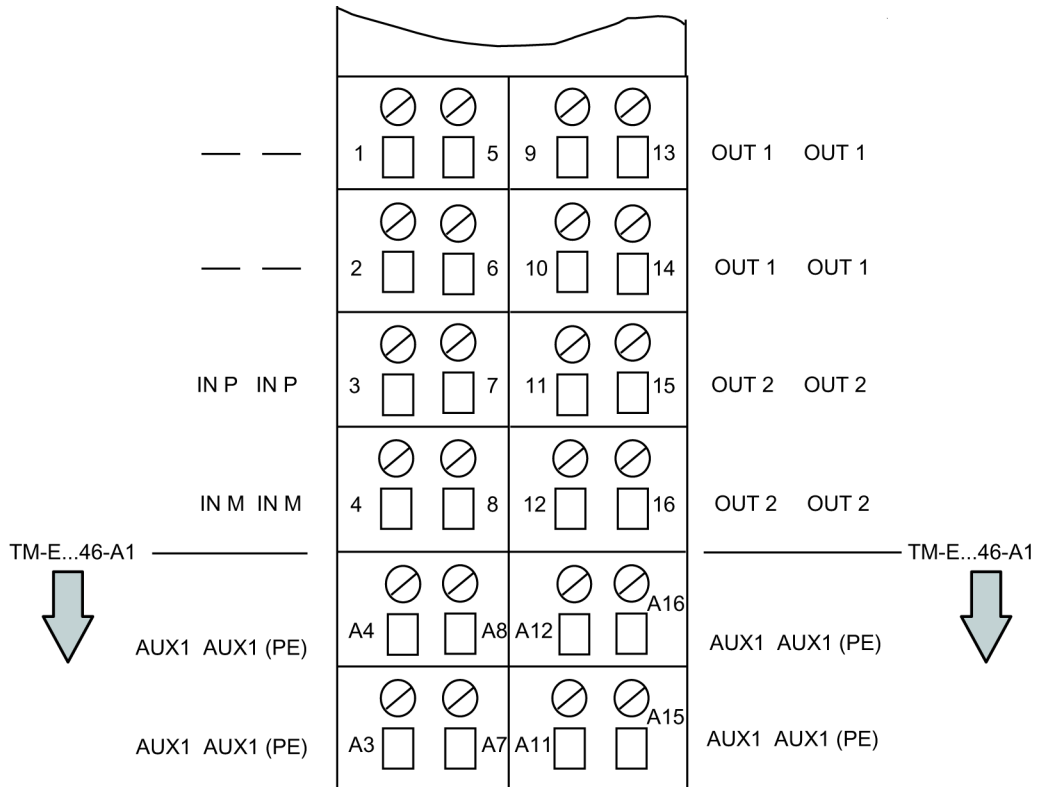 1 5 9 13 OUT 1 OUT 1
2 6 10 14 OUT 1 OUT 1
IN P IN P 3 7 11 15 OUT 2 OUT 2
IN M IN M 4 8 12 16 OUT 2 OUT 2
TM-E...46-A1 TM-E...46-A1
AUX1 AUX1 (PE) A4 A8 A12 A16 AUX1 AUX1 (PE)
AUX1 AUX1 (PE) A3 A7 A11 A15 AUX1 AUX1 (PE)